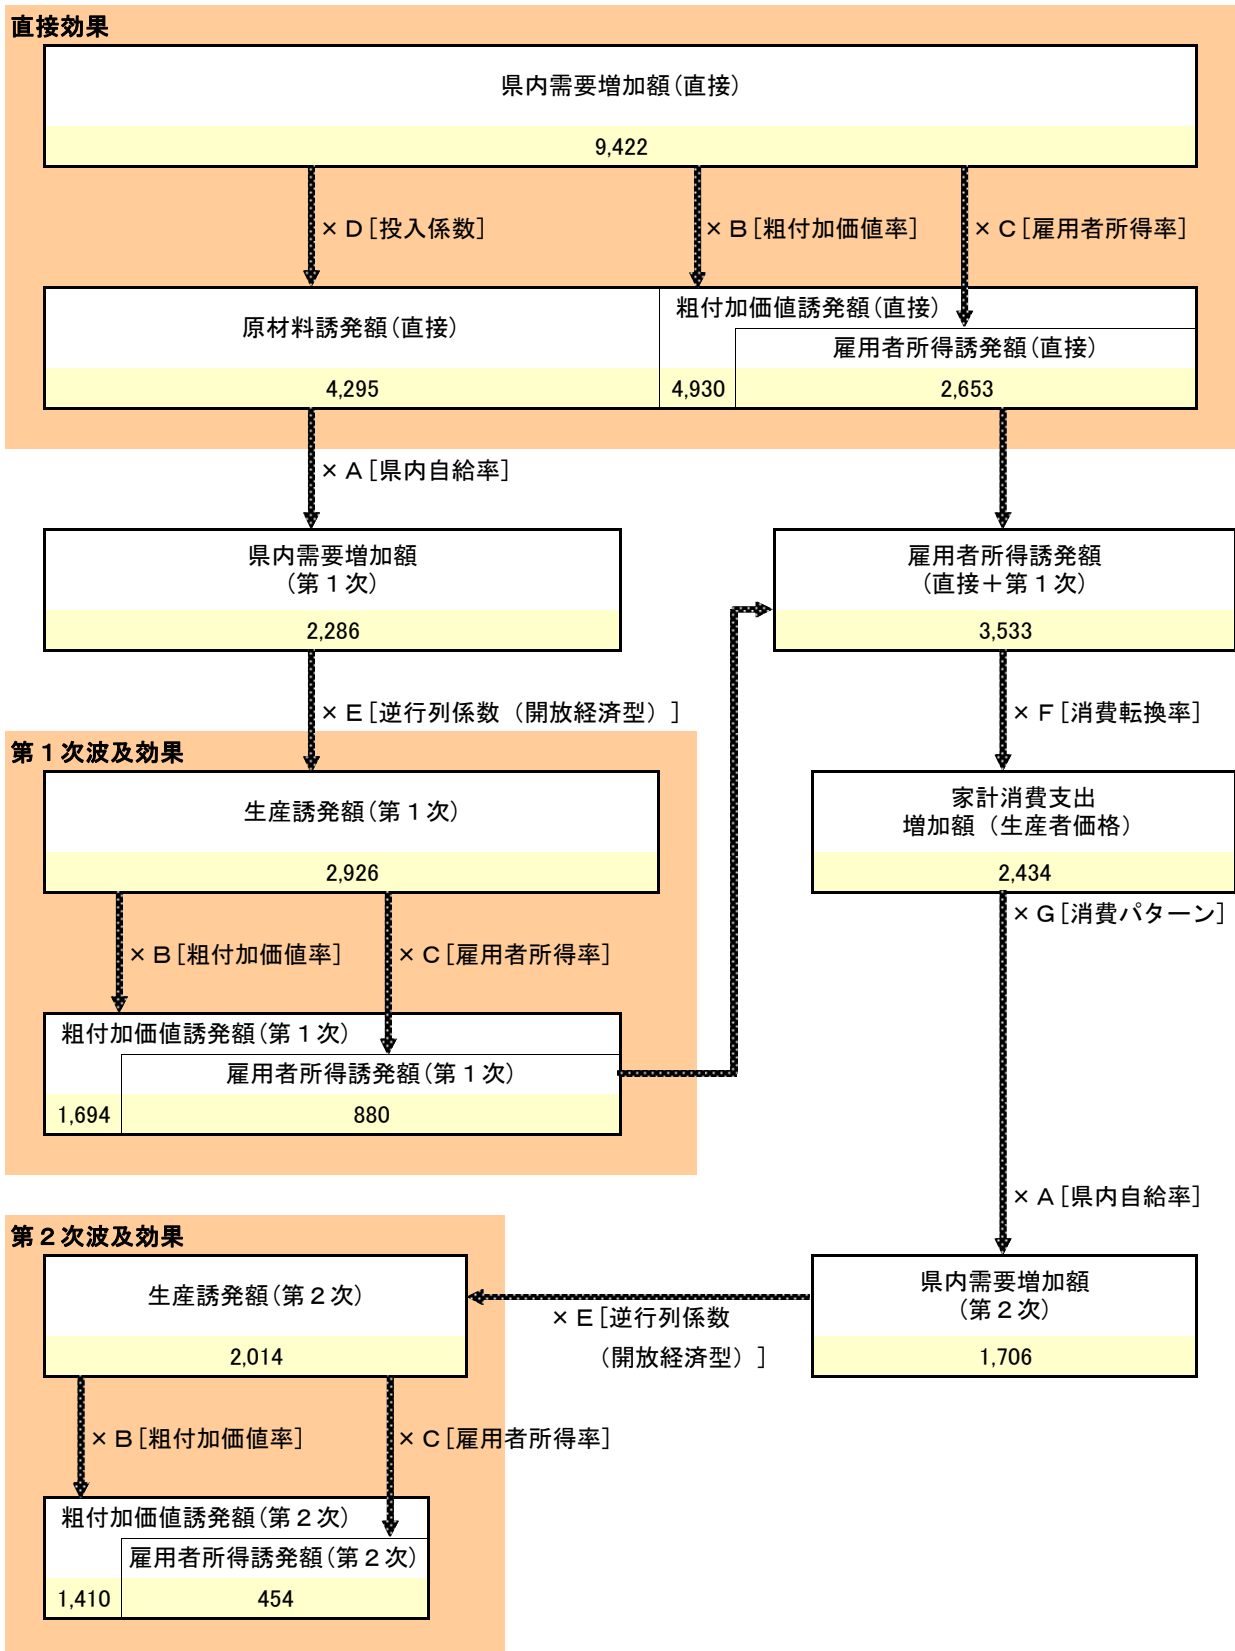 直接効果
県内需要増加額(直接)
9,422
× D [投入係数]
× B [粗付加価値率]
× C [雇用者所得率]
原材料誘発額(直接)
粗付加価値誘発額(直接)
雇用者所得誘発額(直接)
4,295
4,930
2,653
× A [県内自給率]
県内需要増加額
(第1次)
2,286
雇用者所得誘発額
(直接+第1次)
3,533
× E [逆行列係数(開放経済型)]
× F [消費転換率]
第1次波及効果
生産誘発額(第1次)
2,926
家計消費支出
増加額(生産者価格)
2,434
× G [消費パターン]
× B [粗付加価値率]
× C [雇用者所得率]
粗付加価値誘発額(第1次)
雇用者所得誘発額(第1次)
1,694
880
× A [県内自給率]
第2次波及効果
生産誘発額(第2次)
2,014
× E [逆行列係数
(開放経済型)]
県内需要増加額
(第2次)
1,706
× B [粗付加価値率]
× C [雇用者所得率]
粗付加価値誘発額(第2次)
雇用者所得誘発額(第2次)
1,410
454